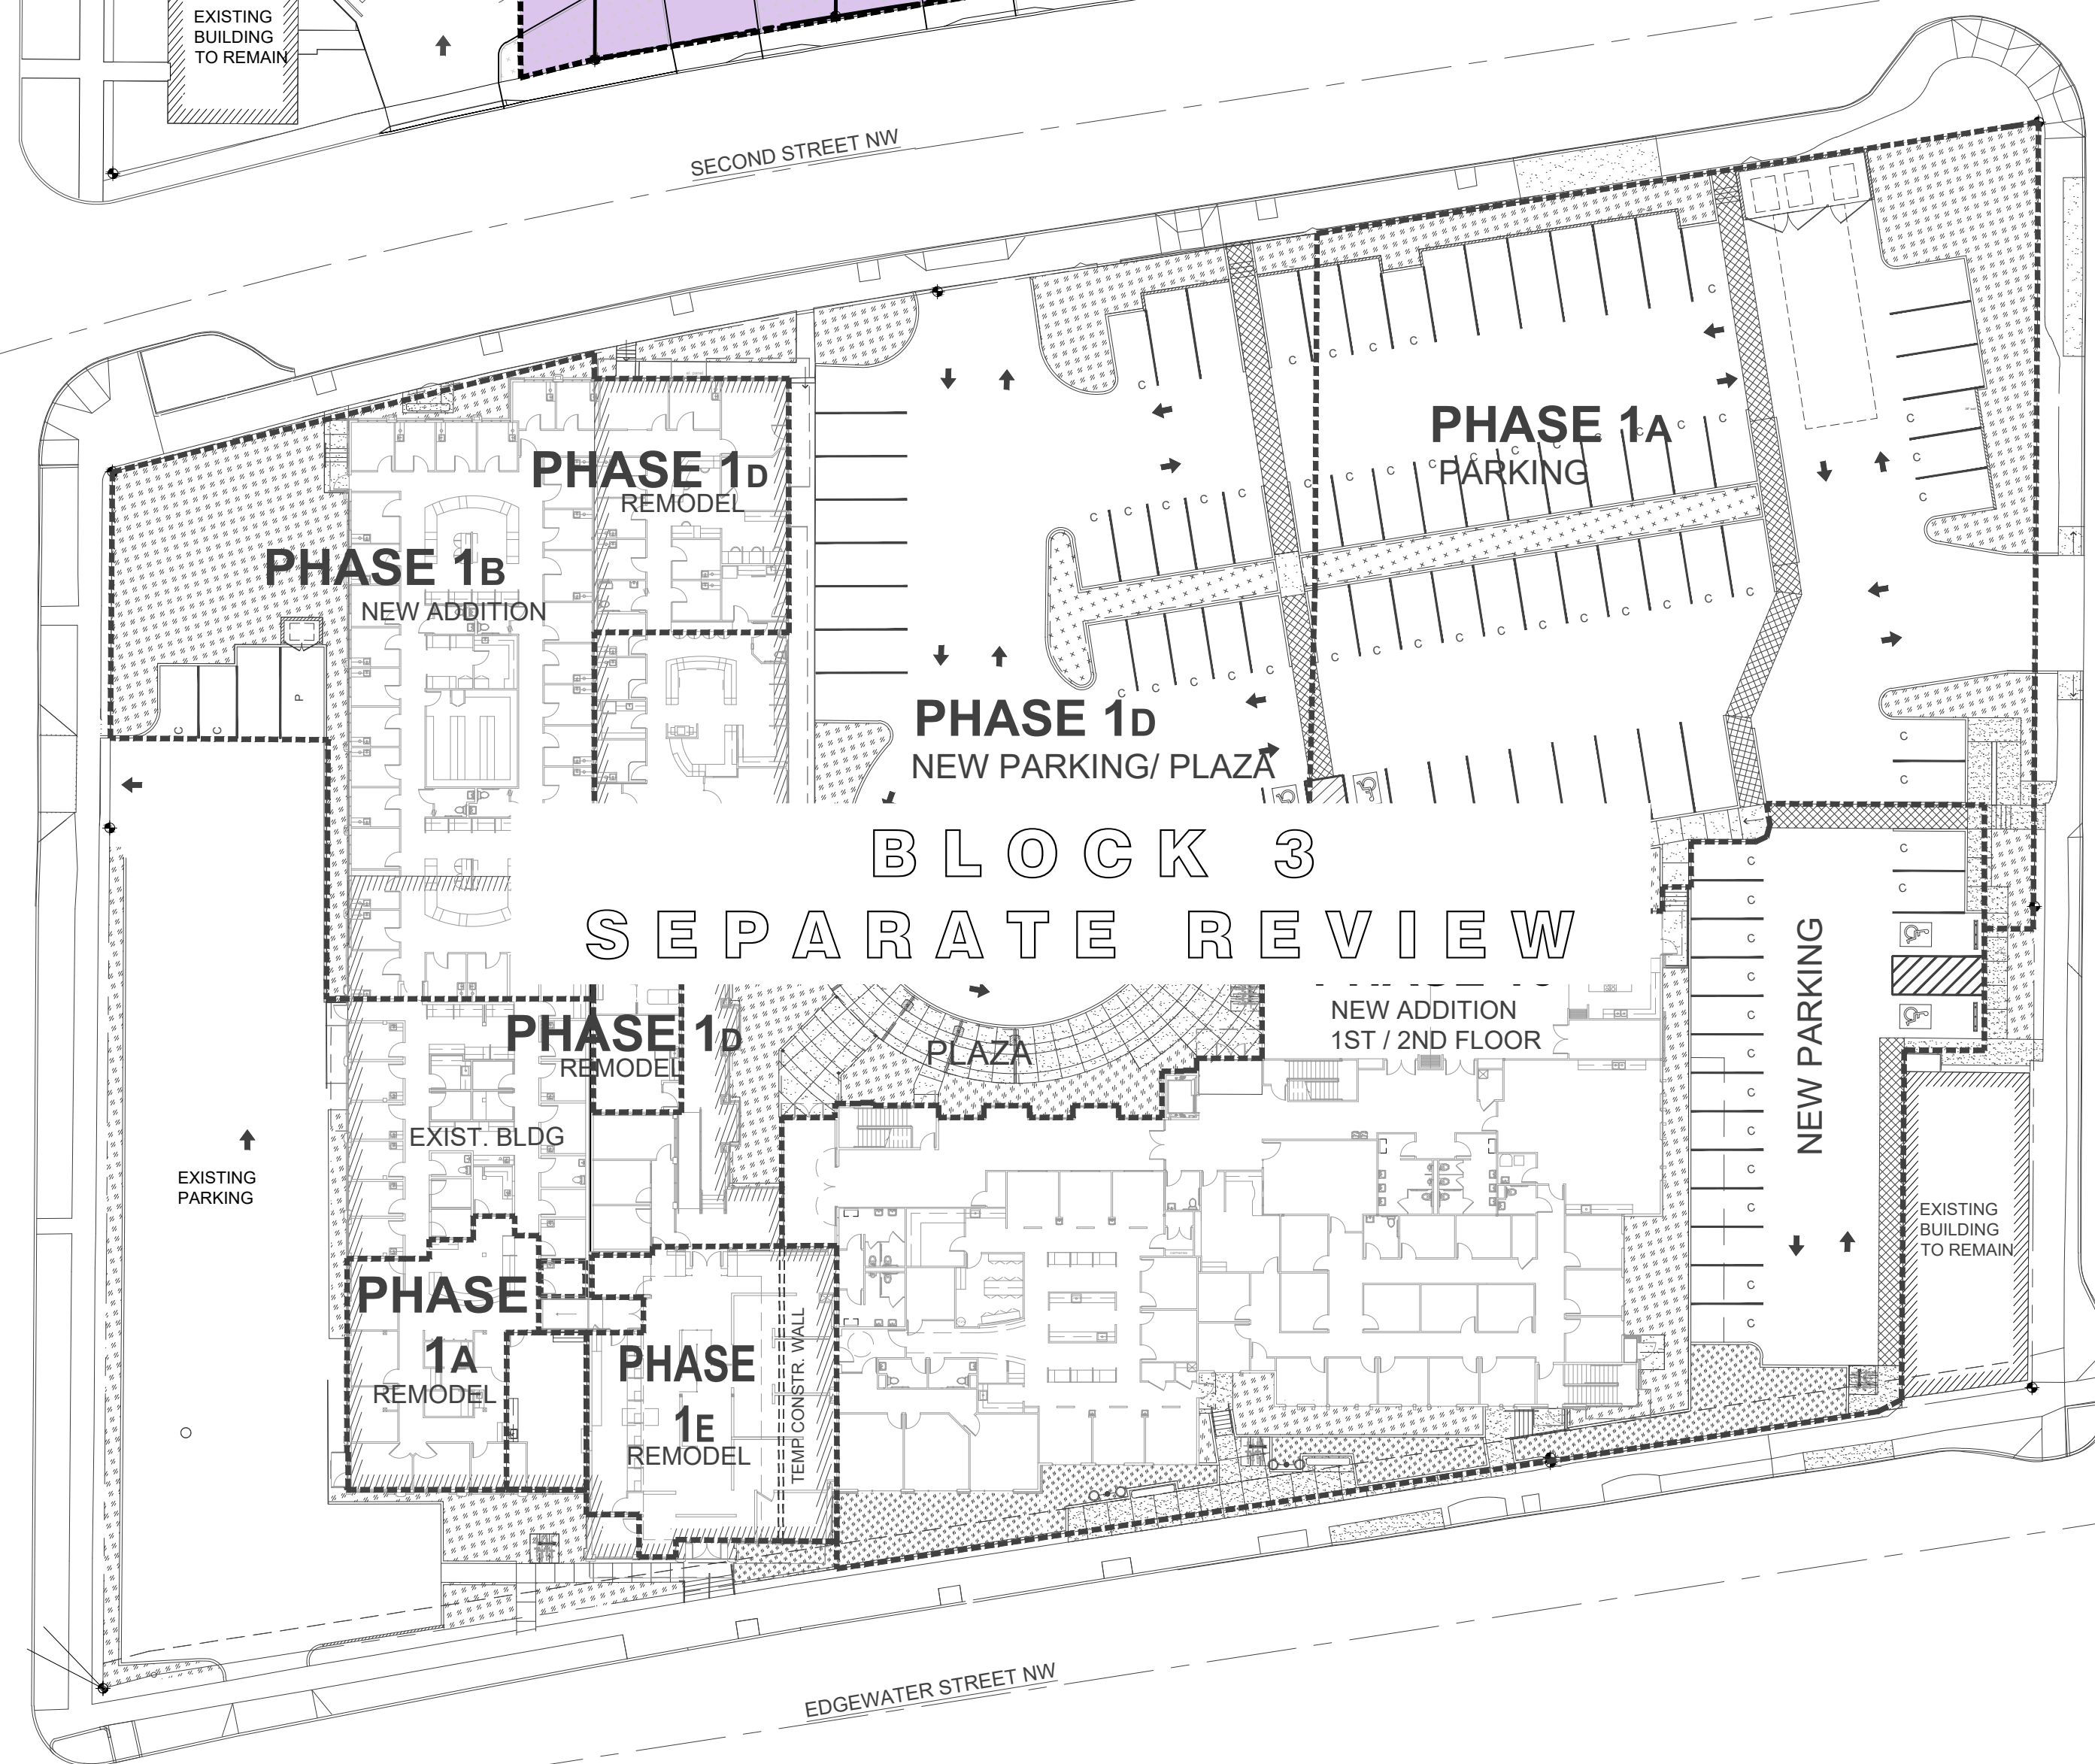 EXISTING
BUILDING
TO REMAIN
SECOND STREET NW
PHASE 1A
PARKING
PHASE 1D
REMODEL
PHASE 1B
NEW ADDITION
P
C
C
PHASE 1D
NEW PARKING/ PLAZA
BLOCK 3
SEPARATE REVIEW
NEW ADDITION
1ST / 2ND FLOOR
PHASE 1D
REMODEL
PLAZA
NEW PARKING
EXIST. BLDG
EXISTING
PARKING
EXISTING
BUILDING
TO REMAIN
PHASE
1A
REMODEL
PHASE
1E
REMODEL
TEMP CONSTR. WALL
EDGEWATER STREET NW